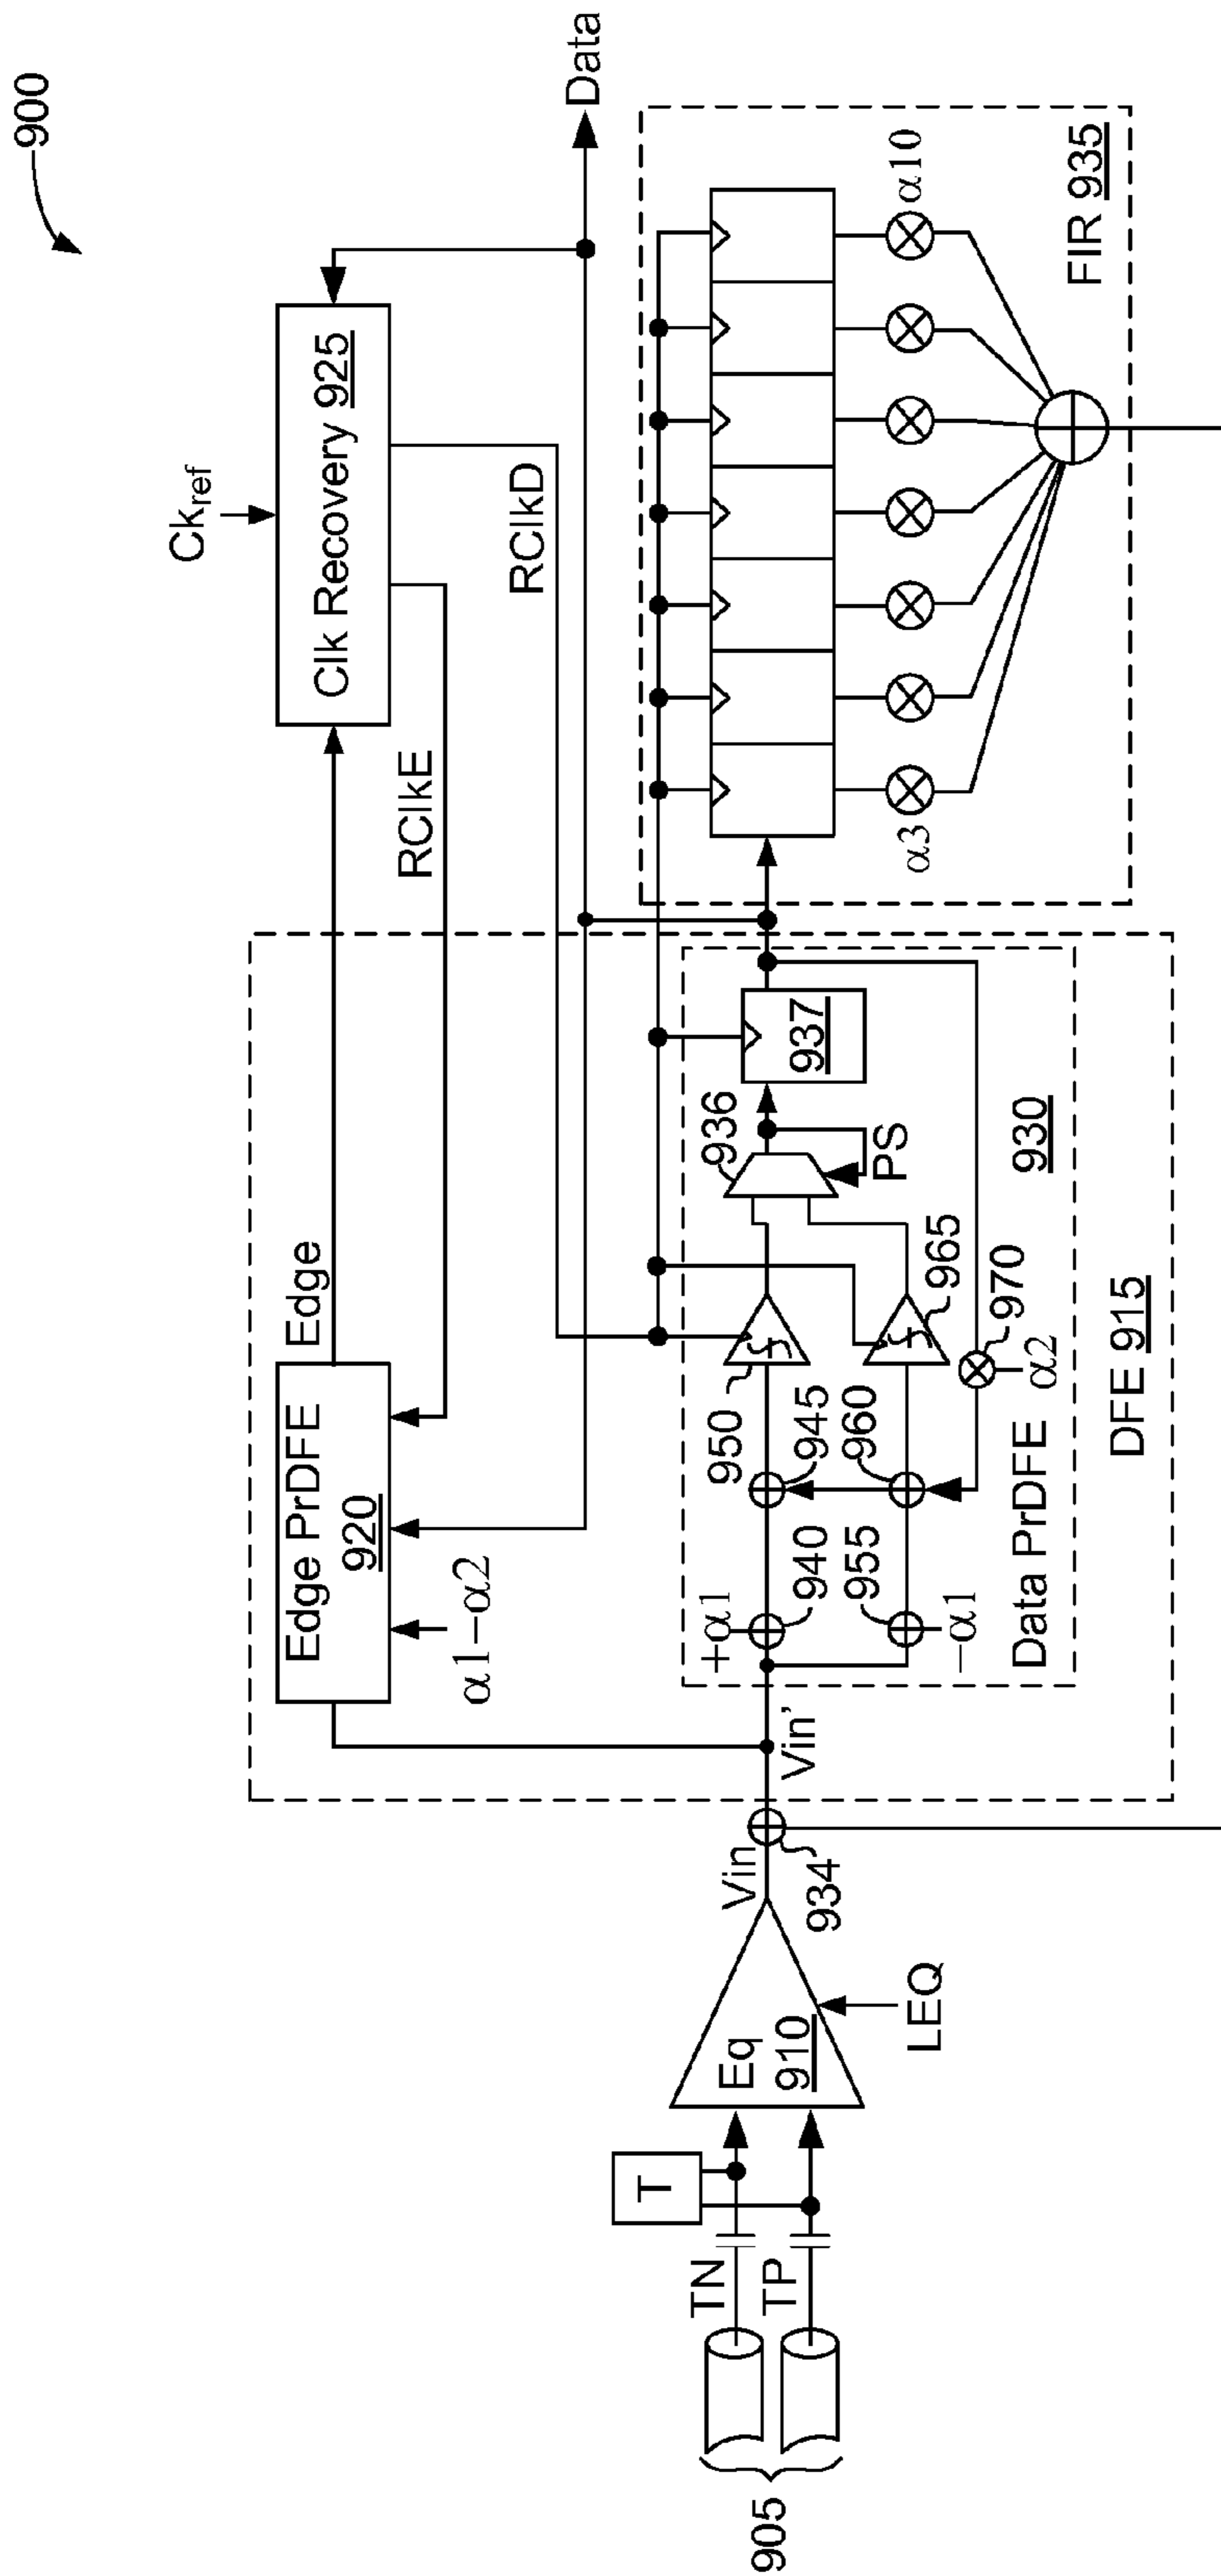 900
Ck_ref
Clk Recovery 925
RClkE
RClkD
Data
Edge PrDFE
920
Edge
α1–α2
Vin
Vin'
934
Eq
910
LEQ
T
TN
TP
905
+α1
940
945
950
955
960
965
–α1
970
α2
936
PS
937
Data PrDFE 930
DFE 915
α3
α10
FIR 935